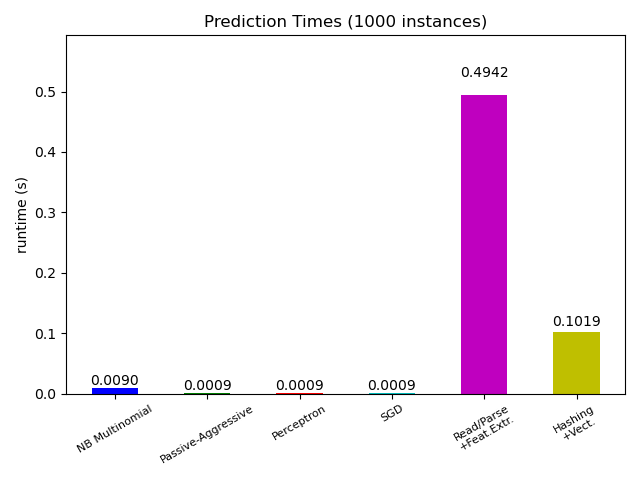 Prediction Times (1000 instances)
runtime (s)
0.5
0.4
0.3
0.2
0.1
0.0
0.0090
0.0009
0.0009
0.0009
0.4942
0.1019
NB Multinomial
Passive-Aggressive
Perceptron
SGD
Read/Parse
+Feat.Extr.
Hashing
+Vect.